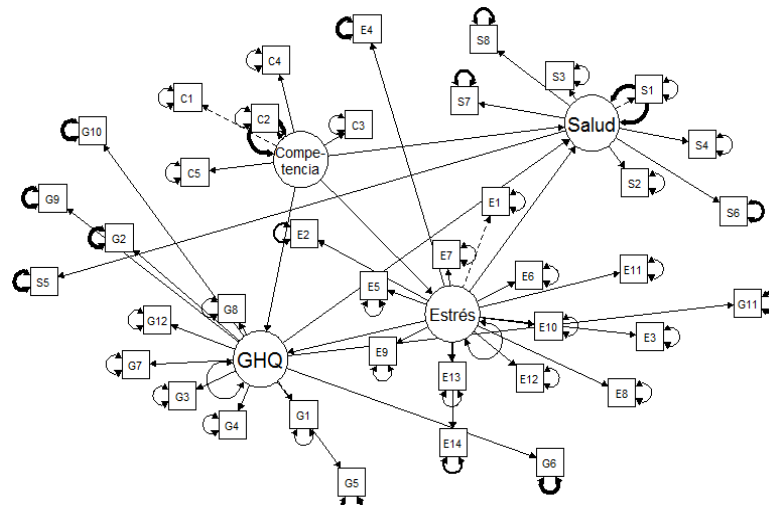 S8
E4
C4
S3
S1
C1
S7
C2
C3
Salud
G10
Compe-
tencia
S4
C5
S2
G9
E1
S6
G2
E2
E7
S5
E5
E6
E11
G8
G11
G12
Estrés
E10
E3
E9
GHQ
G7
E13
E12
G3
E8
G1
G4
E14
G6
G5